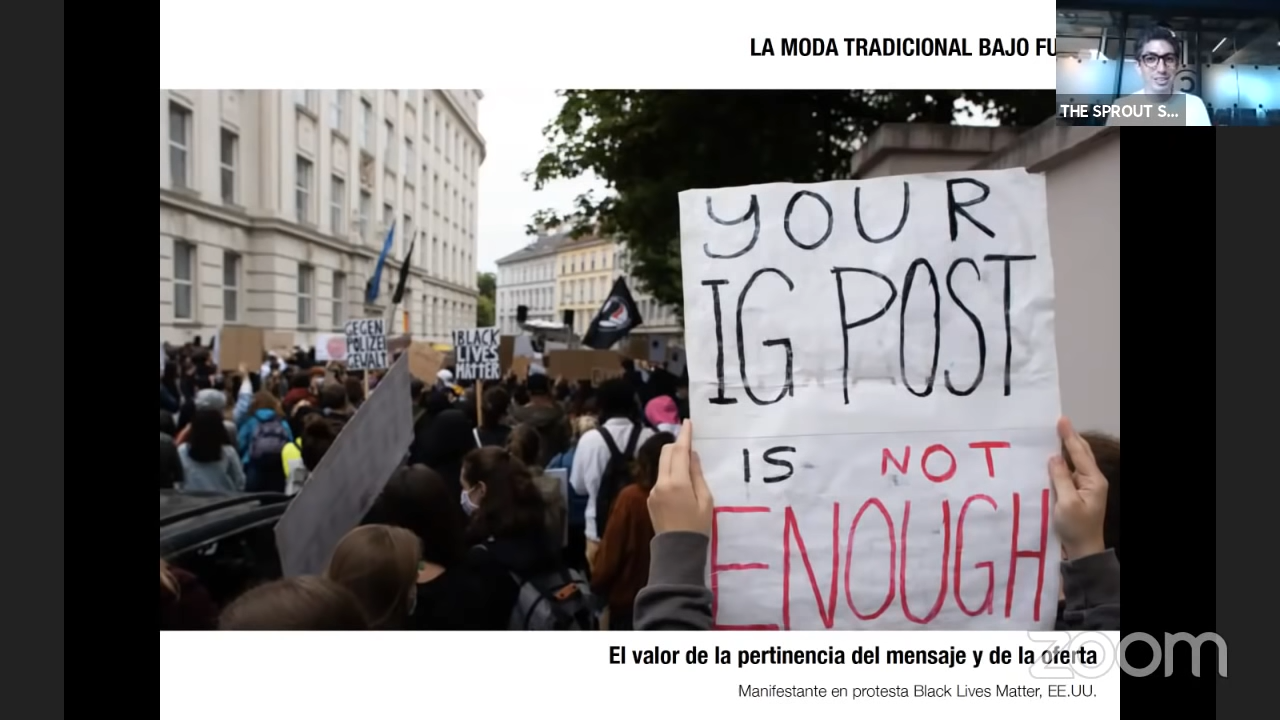 LA MODA TRADICIONAL BAJO FU
THE SPROUT S...
YOUR
IG POST
IS NOT
ENOUGH
GEGEN
POLIZEI
GEWALT
BLACK
LIVES
MATTER
El valor de la pertinencia del mensaje y de la oferta
Manifestante en protesta Black Lives Matter, EE.UU.
zoom